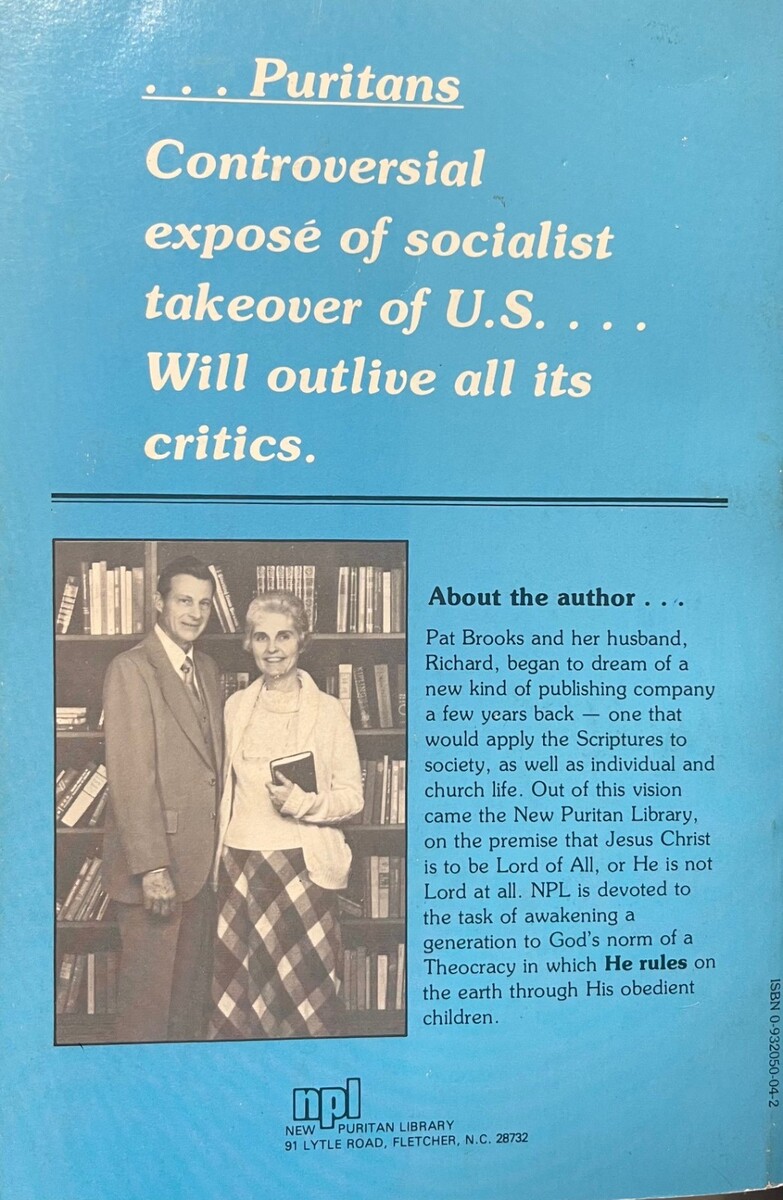 . . . Puritans
Controversial
exposé of socialist
takeover of U.S. . . .
Will outlive all its
critics.
About the author . . .
Pat Brooks and her husband,
Richard, began to dream of a
new kind of publishing company
a few years back — one that
would apply the Scriptures to
society, as well as individual and
church life. Out of this vision
came the New Puritan Library,
on the premise that Jesus Christ
is to be Lord of All, or He is not
Lord at all. NPL is devoted to
the task of awakening a
generation to God's norm of a
Theocracy in which He rules on
the earth through His obedient
children.
ISBN 0-932050-04-2
npl
NEW PURITAN LIBRARY
91 LYTLE ROAD, FLETCHER, N.C. 28732